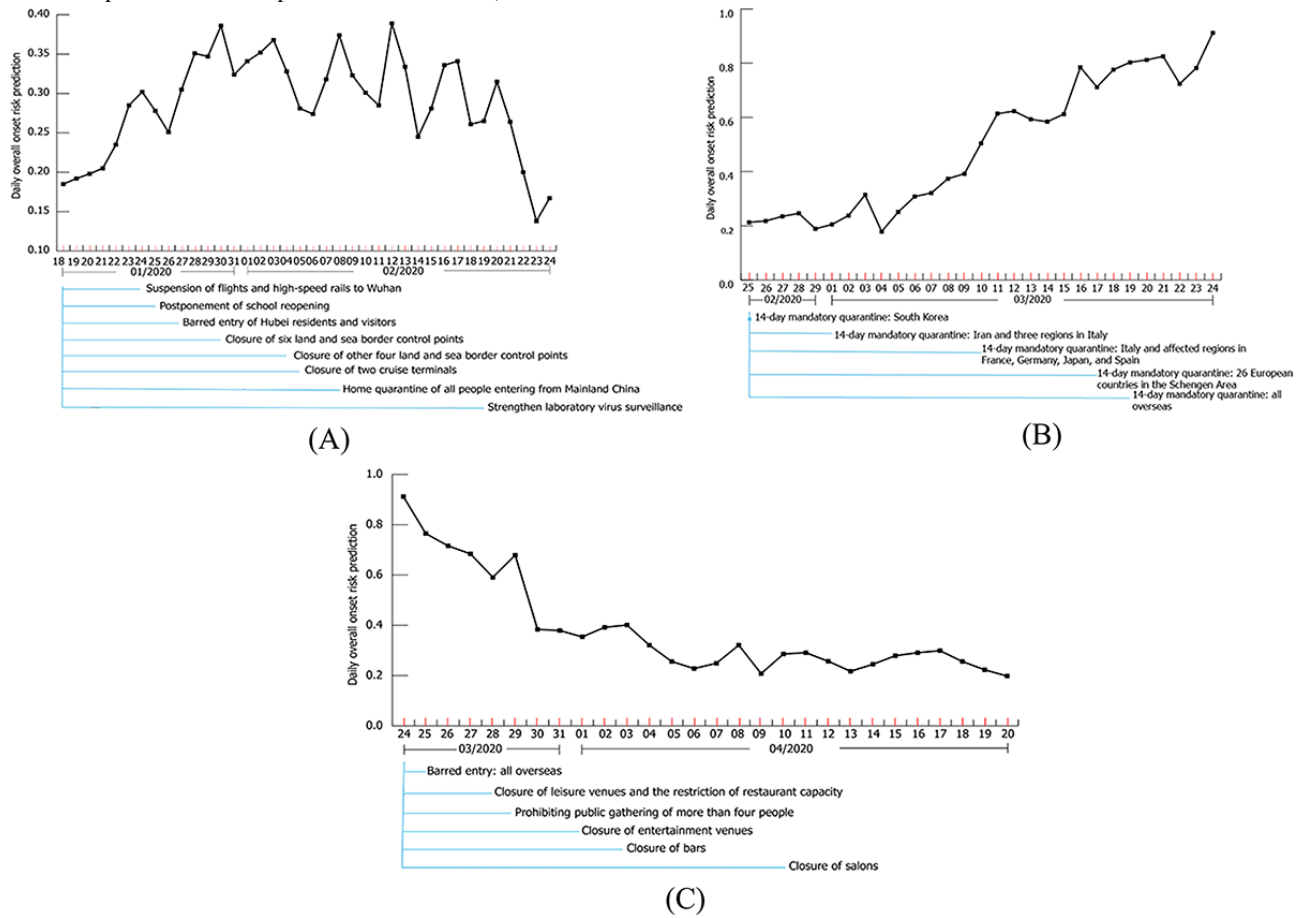 0.40
0.35
0.30
0.25
0.20
0.15
0.10
Daily overall onset risk prediction
18 19 20 21 22 23 24 25 26 27 28 29 30 31 01 02 03 04 05 06 07 08 09 10 11 12 13 14 15 16 17 18 19 20 21 22 23 24
01/2020 02/2020
Suspension of flights and high-speed rails to Wuhan
Postponement of school reopening
Barred entry of Hubei residents and visitors
Closure of six land and sea border control points
Closure of other four land and sea border control points
Closure of two cruise terminals
Home quarantine of all people entering from Mainland China
Strengthen laboratory virus surveillance
(A)
1.0
0.8
0.6
0.4
0.2
0.0
Daily overall onset risk prediction
25 26 27 28 29 01 02 03 04 05 06 07 08 09 10 11 12 13 14 15 16 17 18 19 20 21 22 23 24
02/2020 03/2020
14-day mandatory quarantine: South Korea
14-day mandatory quarantine: Iran and three regions in Italy
14-day mandatory quarantine: Italy and affected regions in
France, Germany, Japan, and Spain
14-day mandatory quarantine: 26 European
countries in the Schengen Area
14-day mandatory quarantine: all
overseas
(B)
1.0
0.8
0.6
0.4
0.2
0.0
Daily overall onset risk prediction
24 25 26 27 28 29 30 31 01 02 03 04 05 06 07 08 09 10 11 12 13 14 15 16 17 18 19 20
03/2020 04/2020
Barred entry: all overseas
Closure of leisure venues and the restriction of restaurant capacity
Prohibiting public gathering of more than four people
Closure of entertainment venues
Closure of bars
Closure of salons
(C)